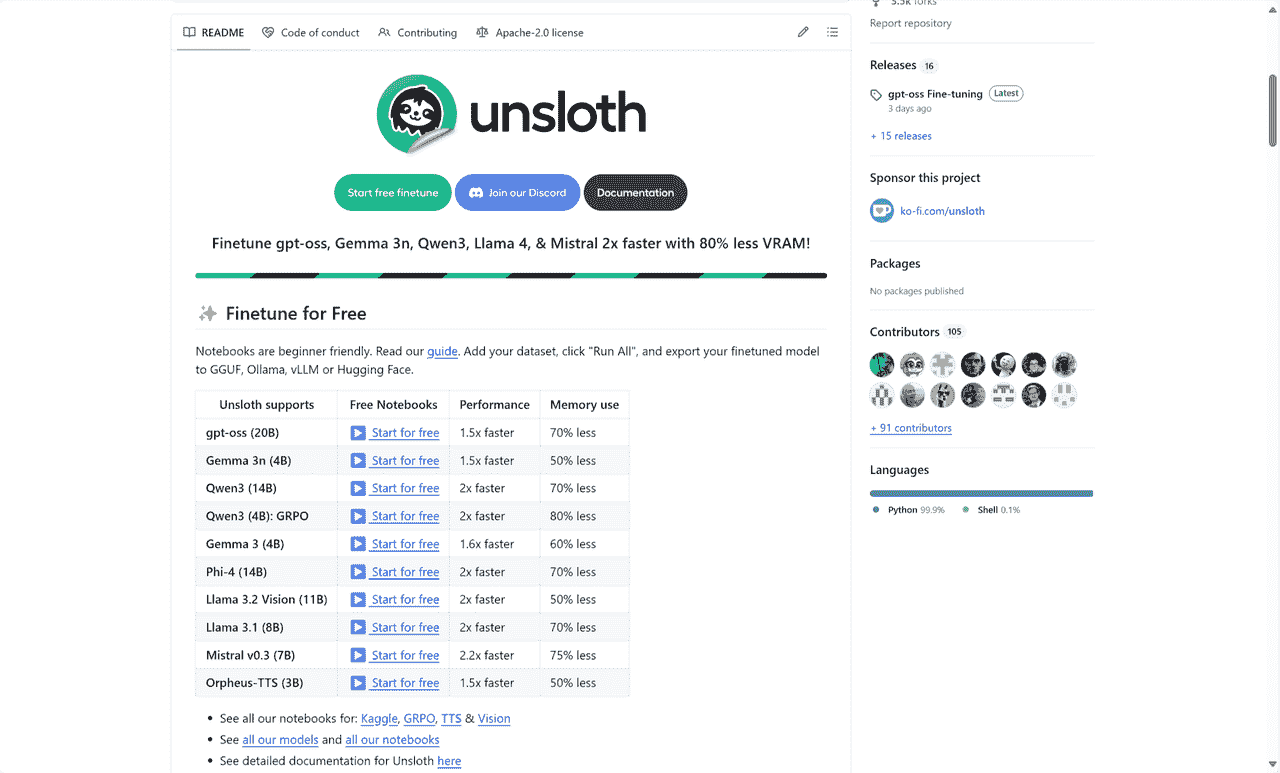 README Code of conduct Contributing Apache-2.0 license
unsloth
Start free finetune Join our Discord Documentation
Finetune gpt-oss, Gemma 3n, Qwen3, Llama 4, & Mistral 2x faster with 80% less VRAM!
✨ Finetune for Free
Notebooks are beginner friendly. Read our guide. Add your dataset, click "Run All", and export your finetuned model
to GGUF, Ollama, vLLM or Hugging Face.
Unsloth supports Free Notebooks Performance Memory use
gpt-oss (20B) ▶️ Start for free 1.5x faster 70% less
Gemma 3n (4B) ▶️ Start for free 1.5x faster 50% less
Qwen3 (14B) ▶️ Start for free 2x faster 70% less
Qwen3 (4B): GRPO ▶️ Start for free 2x faster 80% less
Gemma 3 (4B) ▶️ Start for free 1.6x faster 60% less
Phi-4 (14B) ▶️ Start for free 2x faster 70% less
Llama 3.2 Vision (11B) ▶️ Start for free 2x faster 50% less
Llama 3.1 (8B) ▶️ Start for free 2x faster 70% less
Mistral v0.3 (7B) ▶️ Start for free 2.2x faster 75% less
Orpheus-TTS (3B) ▶️ Start for free 1.5x faster 50% less
• See all our notebooks for: Kaggle, GRPO, TTS & Vision
• See all our models and all our notebooks
• See detailed documentation for Unsloth here
3.5k forks
Report repository
Releases 16
gpt-oss Fine-tuning Latest
3 days ago
+ 15 releases
Sponsor this project
ko-fi.com/unsloth
Packages
No packages published
Contributors 105
+ 91 contributors
Languages
Python 99.9% Shell 0.1%